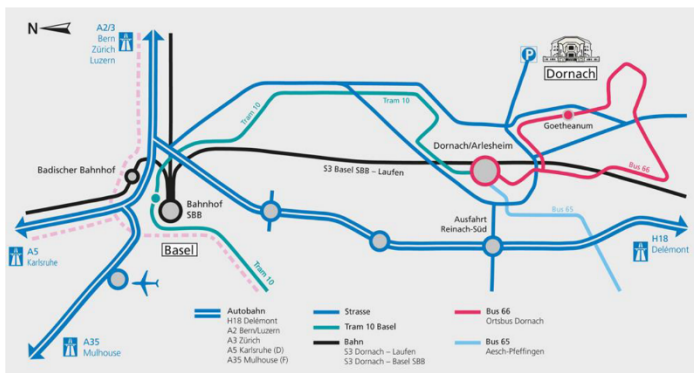 N
A2/3
Bern
Zürich
Luzern
P
Dornach
Tram 10
Tram 10
Goetheanum
Dornach/Arlesheim
Badischer Bahnhof
S3 Basel SBB – Laufen
Bus 66
Bahnhof
SBB
Ausfahrt
Reinach-Süd
Bus 65
Basel
A5
Karlsruhe
H18
Delémont
Tram 10
A35
Mulhouse
Autobahn
H18 Delémont
A2 Bern/Luzern
A3 Zürich
A5 Karlsruhe (D)
A35 Mulhouse (F)
Strasse
Tram 10 Basel
Bahn
S3 Dornach – Laufen
S3 Dornach – Basel SBB
Bus 66
Ortsbus Dornach
Bus 65
Aesch-Pfeffingen